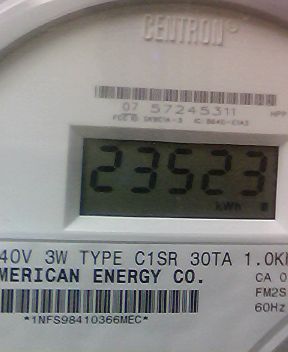 CENTRON
07 57245311
HPP
23523
kWh
40V 3W TYPE C1SR 30TA 1.0K
MERICAN ENERGY CO.
CA 0
FM2S
60Hz
*1NFS98410366MEC*